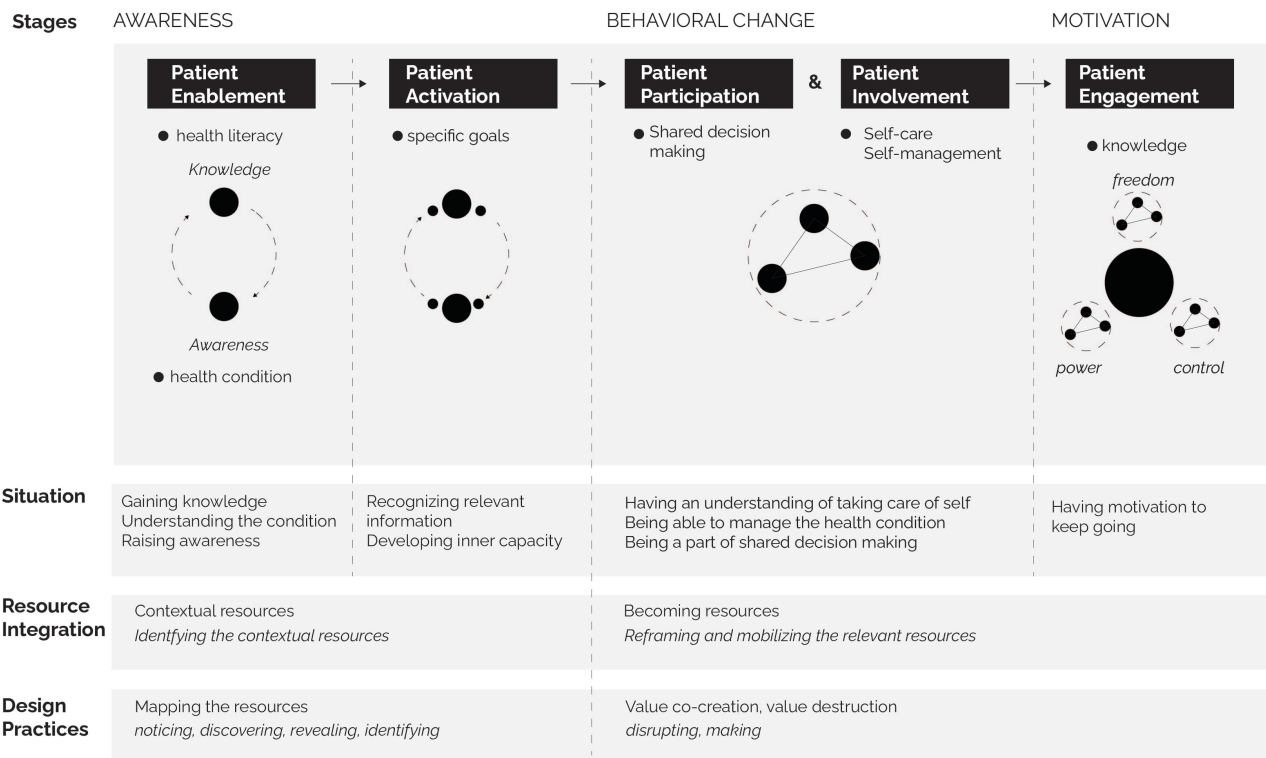 Stages
AWARENESS
BEHAVIORAL CHANGE
MOTIVATION
Patient
Enablement
Patient
Activation
Patient
Participation
&
Patient
Involvement
Patient
Engagement
health literacy
Knowledge
Awareness
health condition
specific goals
Shared decision
making
Self-care
Self-management
knowledge
freedom
power
control
Situation
Gaining knowledge
Understanding the condition
Raising awareness
Recognizing relevant
information
Developing inner capacity
Having an understanding of taking care of self
Being able to manage the health condition
Being a part of shared decision making
Having motivation to
keep going
Resource
Integration
Contextual resources
Identfying the contextual resources
Becoming resources
Reframing and mobilizing the relevant resources
Design
Practices
Mapping the resources
noticing, discovering, revealing, identifying
Value co-creation, value destruction
disrupting, making